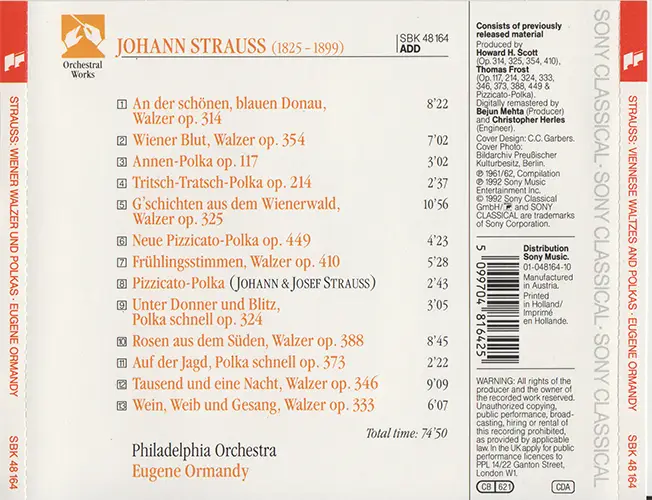 STRAUSS: WIENER WALZER UND POLKAS · EUGENE ORMANDY
SBK 48 164
Orchestral
Works
JOHANN STRAUSS (1825 – 1899)
SBK 48 164
ADD
1 An der schönen, blauen Donau,
Walzer op. 314 8'22
2 Wiener Blut, Walzer op. 354 7'02
3 Annen-Polka op. 117 3'02
4 Tritsch-Tratsch-Polka op. 214 2'37
5 G'schichten aus dem Wienerwald,
Walzer op. 325 10'56
6 Neue Pizzicato-Polka op. 449 4'23
7 Frühlingsstimmen, Walzer op. 410 5'28
8 Pizzicato-Polka (JOHANN & JOSEF STRAUSS) 2'43
9 Unter Donner und Blitz,
Polka schnell op. 324 3'05
10 Rosen aus dem Süden, Walzer op. 388 8'45
11 Auf der Jagd, Polka schnell op. 373 2'22
12 Tausend und eine Nacht, Walzer op. 346 9'09
13 Wein, Weib und Gesang, Walzer op. 333 6'07
Total time: 74'50
Philadelphia Orchestra
Eugene Ormandy
Consists of previously
released material
Produced by
Howard H. Scott
(Op. 314, 325, 354, 410),
Thomas Frost
(Op. 117, 214, 324, 333,
346, 373, 388, 449 &
Pizzicato-Polka).
Digitally remastered by
Bejun Mehta (Producer)
and Christopher Herles
(Engineer).
Cover Design: C.C. Garbers.
Cover Photo:
Bildarchiv Preußischer
Kulturbesitz, Berlin.
℗ 1961/62, Compilation
℗ 1992 Sony Music
Entertainment Inc.
© 1992 Sony Classical
GmbH/ and SONY
CLASSICAL are trademarks
of Sony Corporation.
5 099704 816425
Distribution
Sony Music.
01-048164-10
Manufactured
in Austria.
Printed
in Holland/
Imprimé
en Hollande.
WARNING: All rights of the
producer and the owner of
the recorded work reserved.
Unauthorized copying,
public performance, broad-
casting, hiring or rental of
this recording prohibited,
as provided by applicable
law. In the UK apply for public
performance licences to
PPL 14/22 Ganton Street,
London W1.
C8 621
CDA
SONY CLASSICAL · SONY CLASSICAL · SONY CLASSICAL
STRAUSS: VIENNESE WALTZES AND POLKAS · EUGENE ORMANDY
SBK 48 164